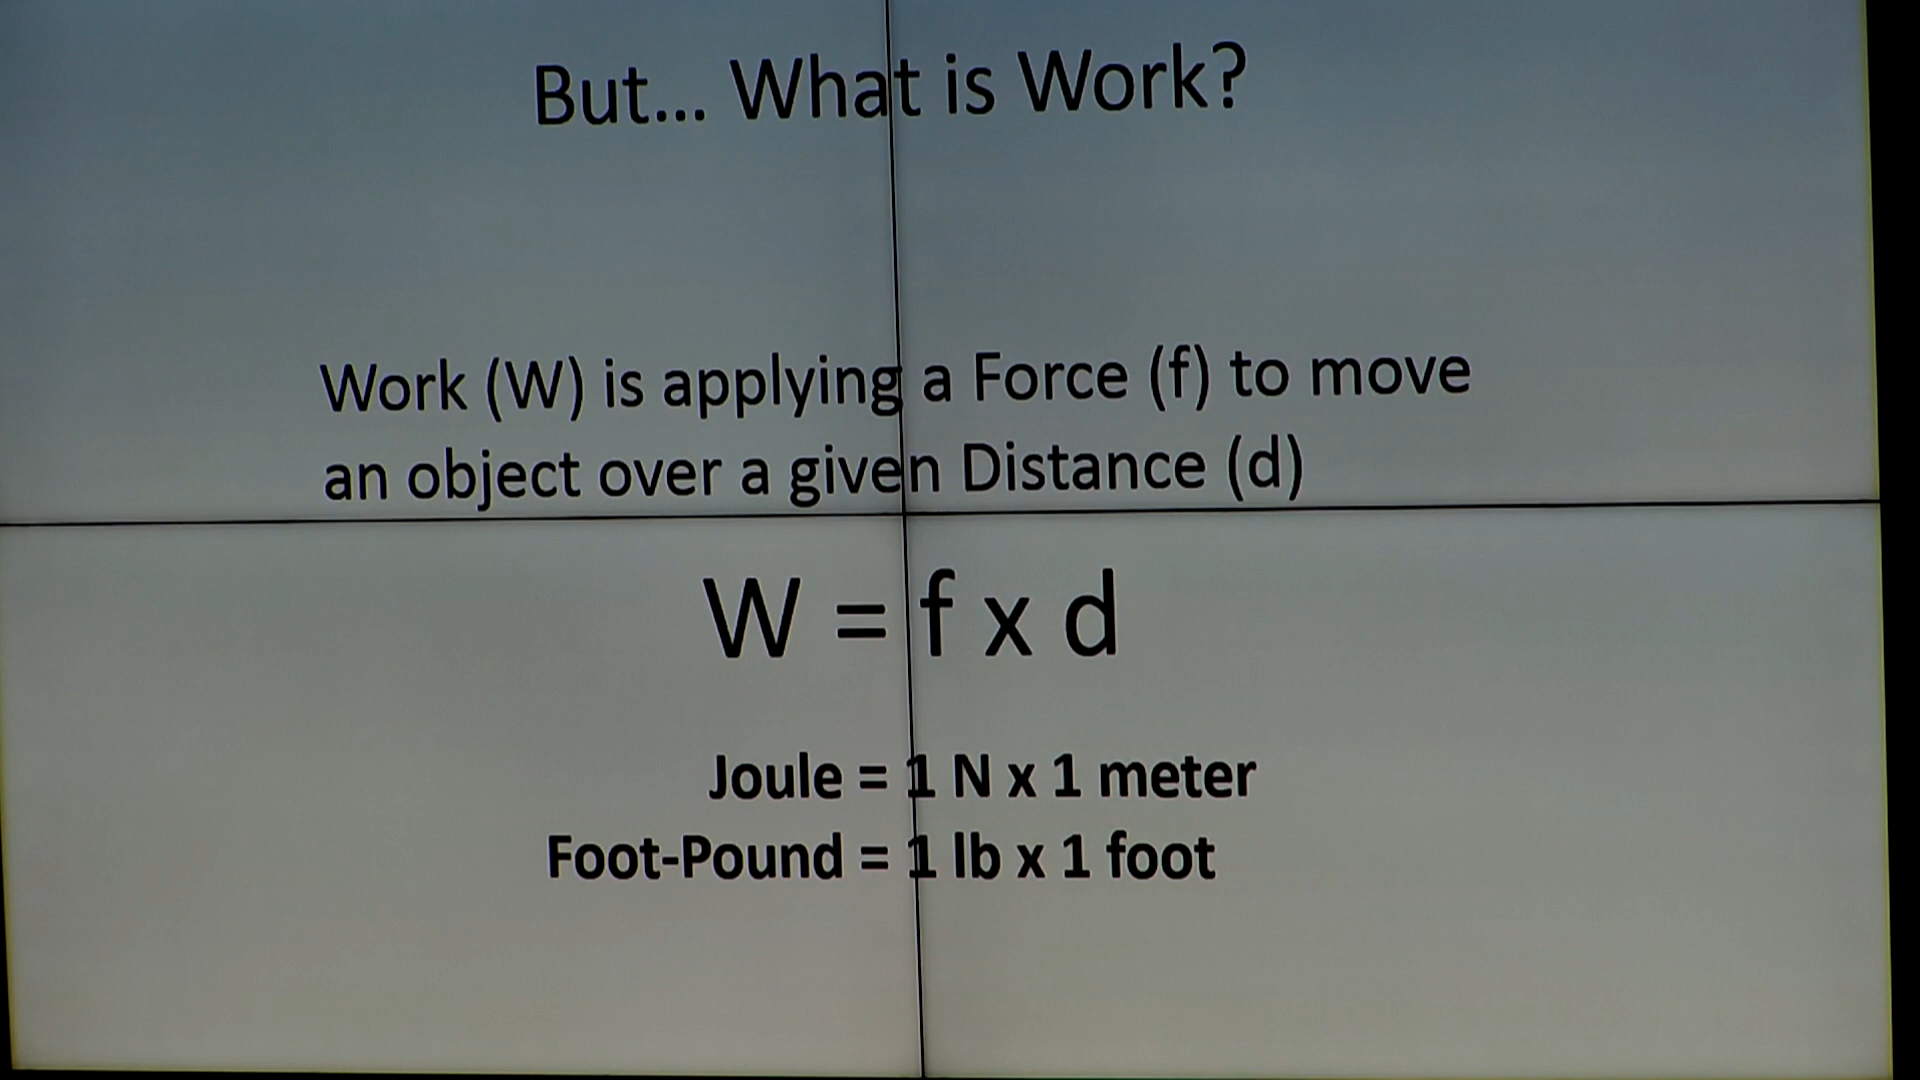 But... What is Work?
Work (W) is applying a Force (f) to move
an object over a given Distance (d)
W = f x d
Joule = 1 N x 1 meter
Foot-Pound = 1 lb x 1 foot